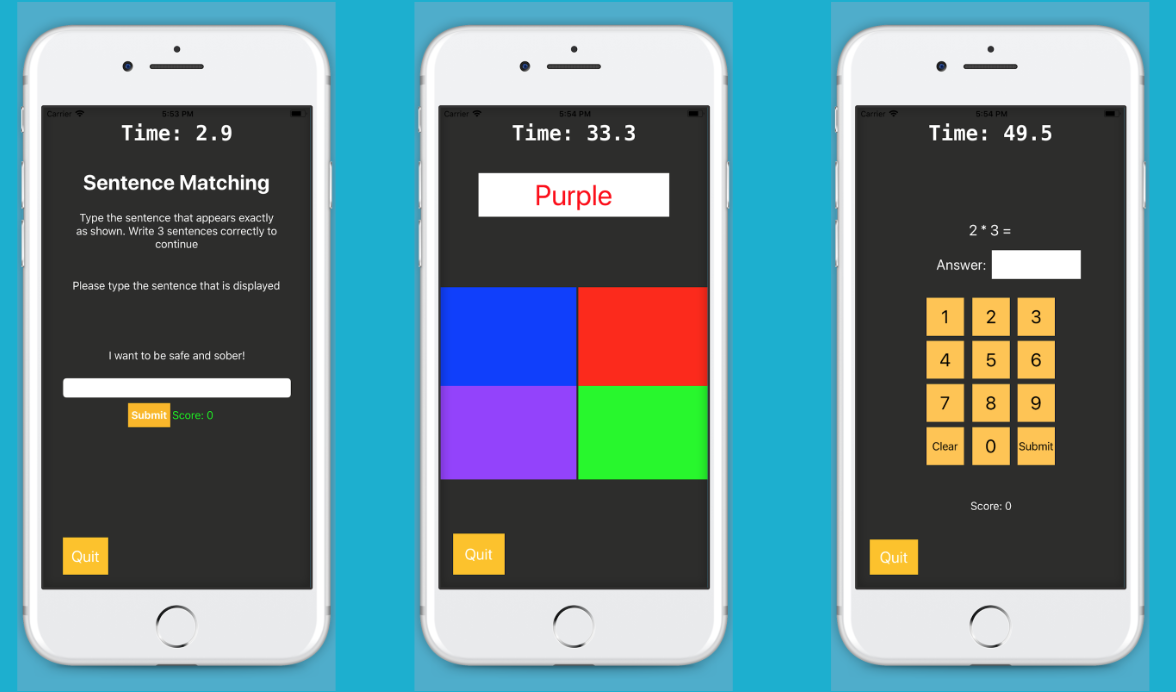 Carrier 5:53 PM
Time: 2.9
Sentence Matching
Type the sentence that appears exactly
as shown. Write 3 sentences correctly to
continue
Please type the sentence that is displayed
I want to be safe and sober!
Submit Score: 0
Quit
Carrier 5:54 PM
Time: 33.3
Purple
Quit
Carrier 5:54 PM
Time: 49.5
2 * 3 =
Answer:
1 2 3
4 5 6
7 8 9
Clear 0 Submit
Score: 0
Quit